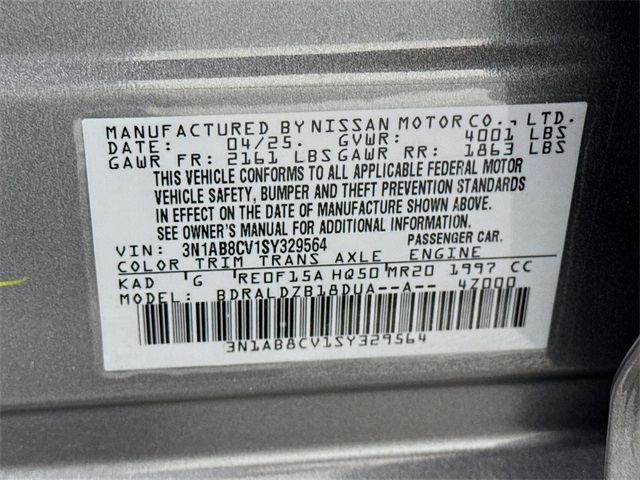 MANUFACTURED BY NISSAN MOTOR CO., LTD.
DATE: 04/25. GVWR: 4001 LBS
GAWR FR: 2161 LBS GAWR RR: 1863 LBS
THIS VEHICLE CONFORMS TO ALL APPLICABLE FEDERAL MOTOR
VEHICLE SAFETY, BUMPER AND THEFT PREVENTION STANDARDS
IN EFFECT ON THE DATE OF MANUFACTURE SHOWN ABOVE.
SEE OWNER'S MANUAL FOR ADDITIONAL INFORMATION.
VIN: 3N1AB8CV1SY329564 PASSENGER CAR.
COLOR TRIM TRANS AXLE ENGINE
KAD G RE0F15A HQ50 MR20 1997 CC
MODEL: BDRALDZB18DUA--A-- 4Z000
3N1AB8CV1SY329564